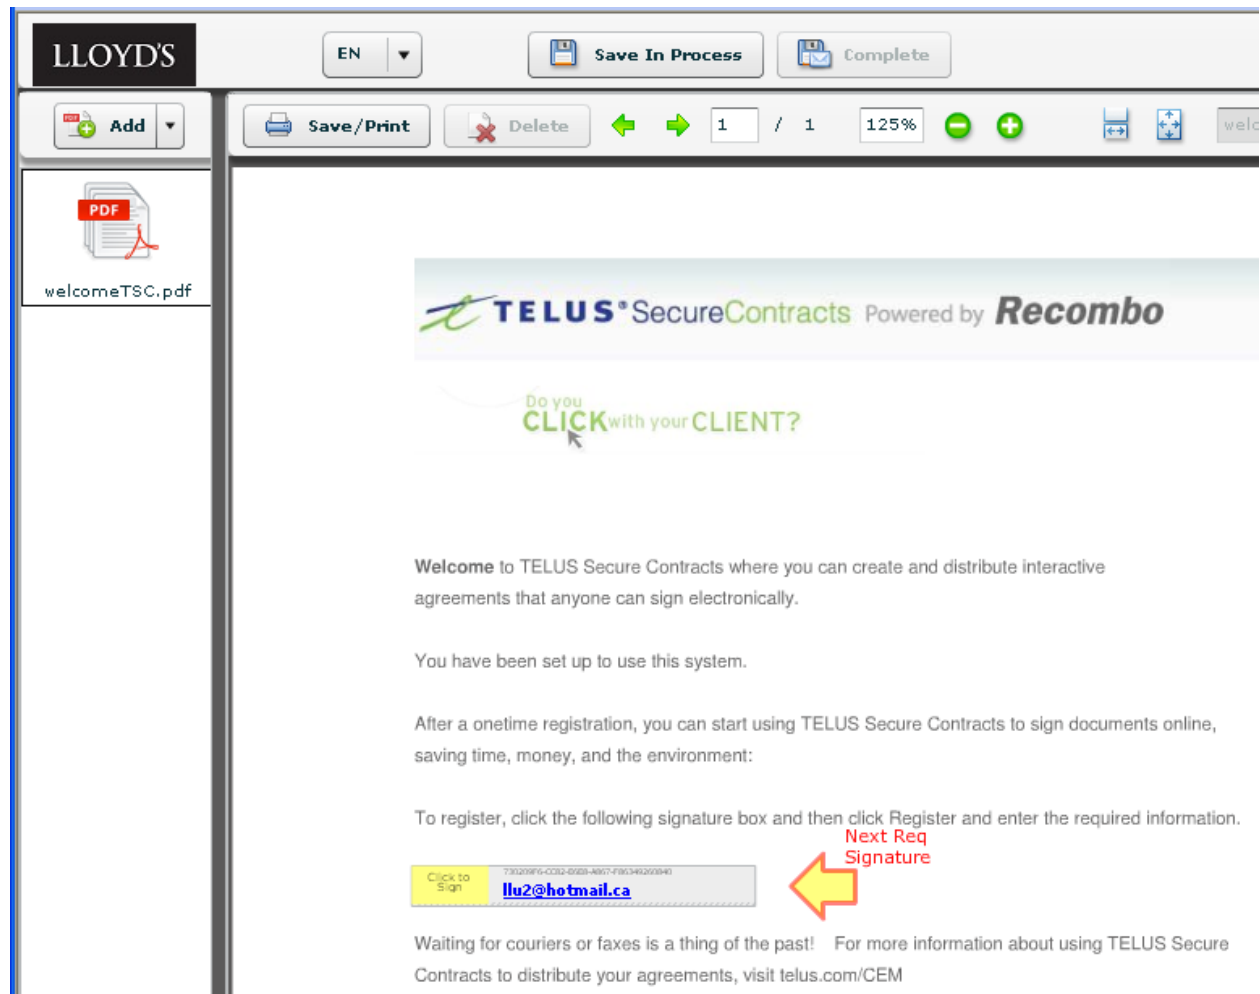 LLOYD'S
EN
Save In Process
Complete
Add
Save/Print
Delete
1 / 1
125%
welc
PDF
welcomeTSC.pdf
TELUS® SecureContracts Powered by Recombo
Do you
CLICK with your CLIENT?
Welcome to TELUS Secure Contracts where you can create and distribute interactive
agreements that anyone can sign electronically.
You have been set up to use this system.
After a onetime registration, you can start using TELUS Secure Contracts to sign documents online,
saving time, money, and the environment:
To register, click the following signature box and then click Register and enter the required information.
Next Req
Signature
Click to
Sign
llu2@hotmail.ca
Waiting for couriers or faxes is a thing of the past! For more information about using TELUS Secure
Contracts to distribute your agreements, visit telus.com/CEM